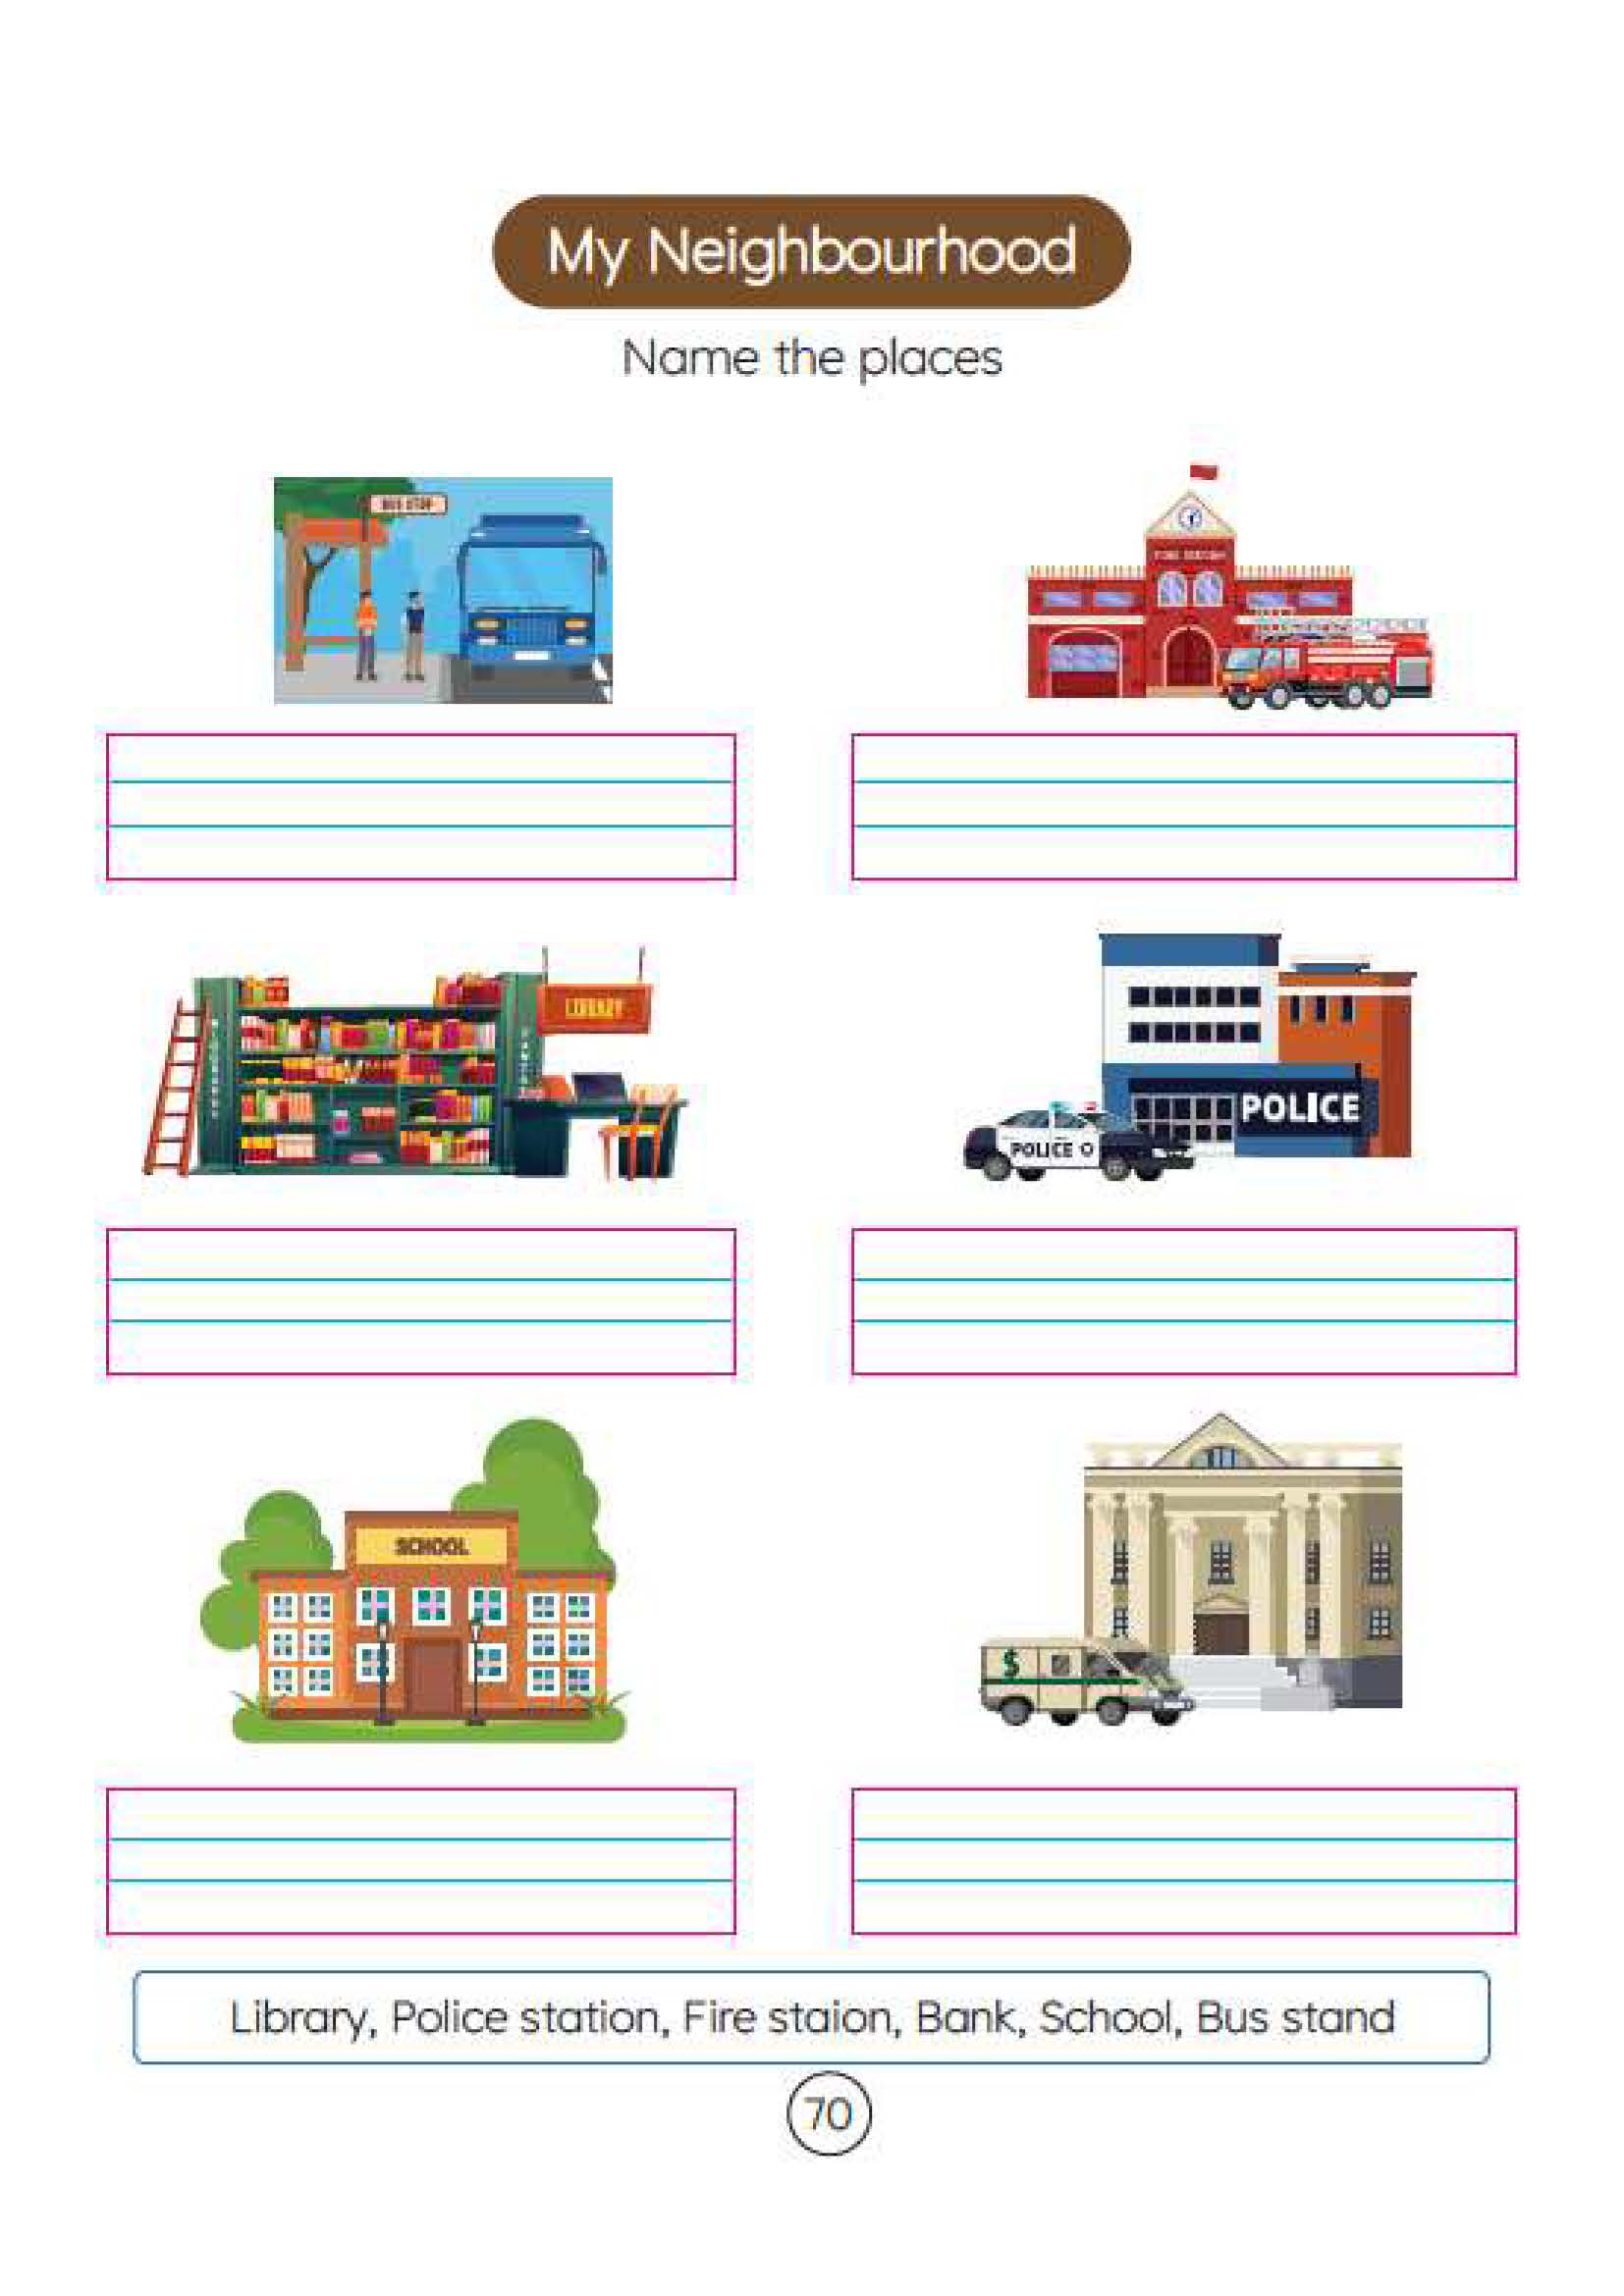 My Neighbourhood
Name the places
BUS STOP
FIRE STATION
LIBRARY
POLICE
POLICE
SCHOOL
$
Library, Police station, Fire staion, Bank, School, Bus stand
70